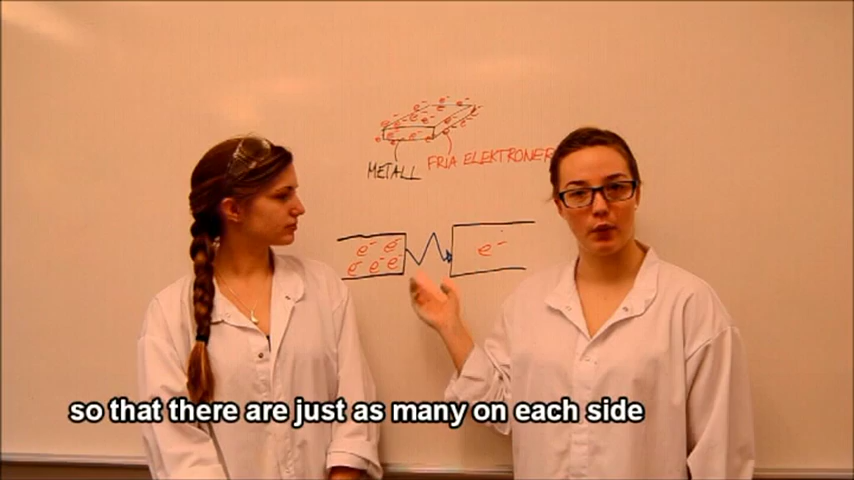 e⁻ e⁻ e⁻
e⁻ e⁻ e⁻
e⁻ e⁻ e⁻ e⁻
METALL FRIA ELEKTRONER
e⁻ e⁻ e⁻
e⁻ e⁻ e⁻
so that there are just as many on each side